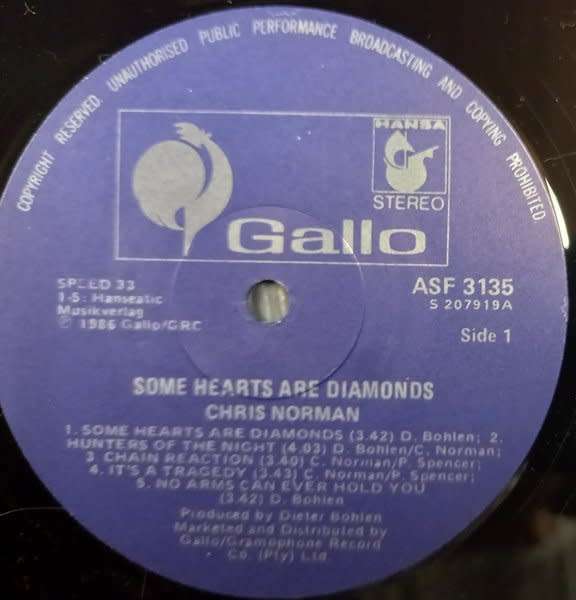 COPYRIGHT RESERVED. UNAUTHORISED PUBLIC PERFORMANCE BROADCASTING AND COPYING PROHIBITED.
HANSA
STEREO
Gallo
SPEED 33
1-5: Hanseatic
Musikverlag
© 1986 Gallo/GRC
ASF 3135
S 207919A
Side 1
SOME HEARTS ARE DIAMONDS
CHRIS NORMAN
1. SOME HEARTS ARE DIAMONDS (3.42) D. Bohlen; 2.
HUNTERS OF THE NIGHT (4.03) D. Bohlen/C. Norman;
3. CHAIN REACTION (3.40) C. Norman/P. Spencer;
4. IT'S A TRAGEDY (3.43) C. Norman/P. Spencer;
5. NO ARMS CAN EVER HOLD YOU
(3.42) D. Bohlen
Produced by Dieter Bohlen
Marketed and Distributed by
Gallo/Gramophone Record
Co. (Pty) Ltd.